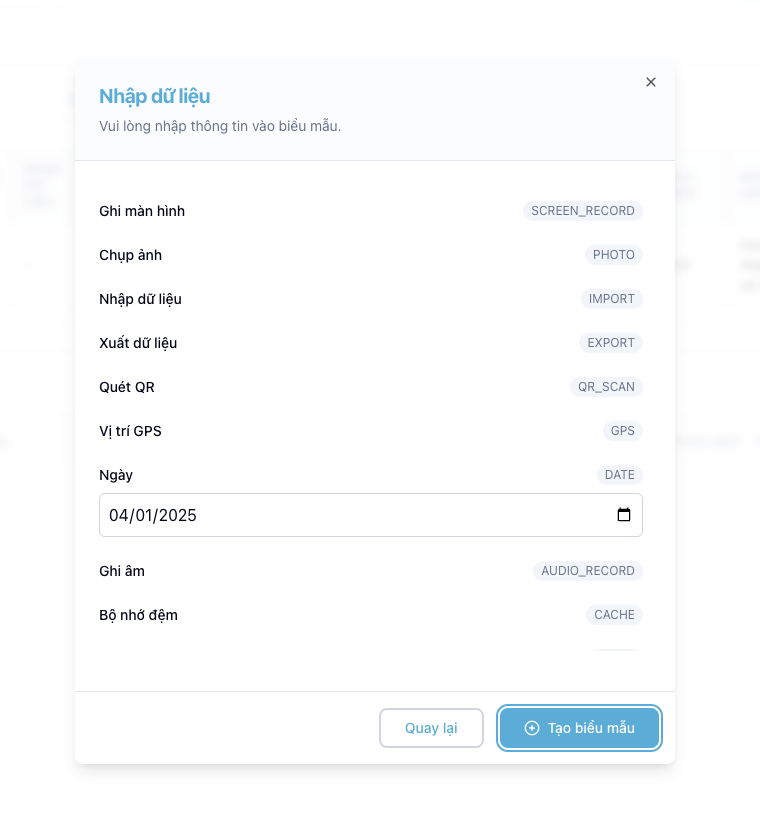 Nhập dữ liệu
Vui lòng nhập thông tin vào biểu mẫu.
Ghi màn hình SCREEN_RECORD
Chụp ảnh PHOTO
Nhập dữ liệu IMPORT
Xuất dữ liệu EXPORT
Quét QR QR_SCAN
Vị trí GPS GPS
Ngày DATE
04/01/2025
Ghi âm AUDIO_RECORD
Bộ nhớ đệm CACHE
Quay lại Tạo biểu mẫu